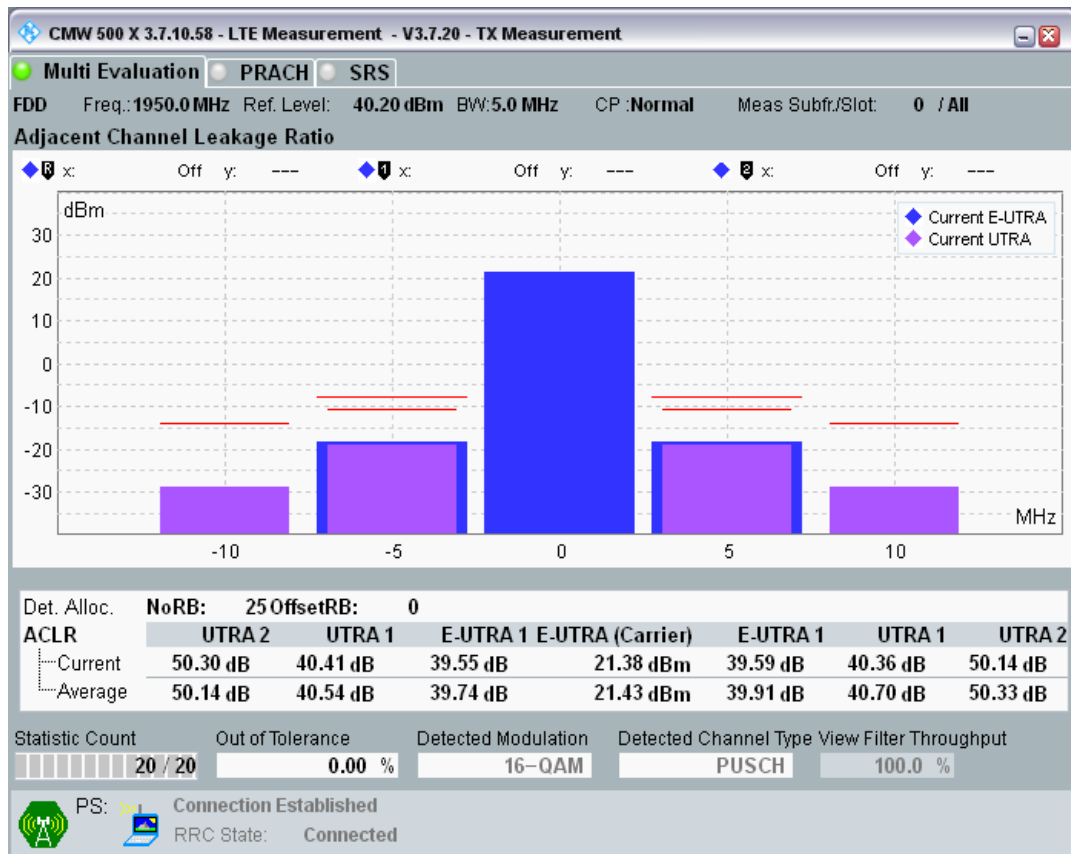 CMW 500 X 3.7.10.58 - LTE Measurement - V3.7.20 - TX Measurement
Multi Evaluation PRACH SRS
FDD Freq.:1950.0 MHz Ref. Level: 40.20 dBm BW:5.0 MHz CP :Normal Meas Subfr./Slot: 0 / All
Adjacent Channel Leakage Ratio
R x: Off y: --- 1 x: Off y: --- 2 x: Off y: ---
dBm
Current E-UTRA
Current UTRA
30
20
10
0
-10
-20
-30
MHz
-10 -5 0 5 10
Det. Alloc. NoRB: 25 OffsetRB: 0
ACLR UTRA 2 UTRA 1 E-UTRA 1 E-UTRA (Carrier) E-UTRA 1 UTRA 1 UTRA 2
Current 50.30 dB 40.41 dB 39.55 dB 21.38 dBm 39.59 dB 40.36 dB 50.14 dB
Average 50.14 dB 40.54 dB 39.74 dB 21.43 dBm 39.91 dB 40.70 dB 50.33 dB
Statistic Count Out of Tolerance Detected Modulation Detected Channel Type View Filter Throughput
20 / 20 0.00 % 16-QAM PUSCH 100.0 %
PS: Connection Established
RRC State: Connected